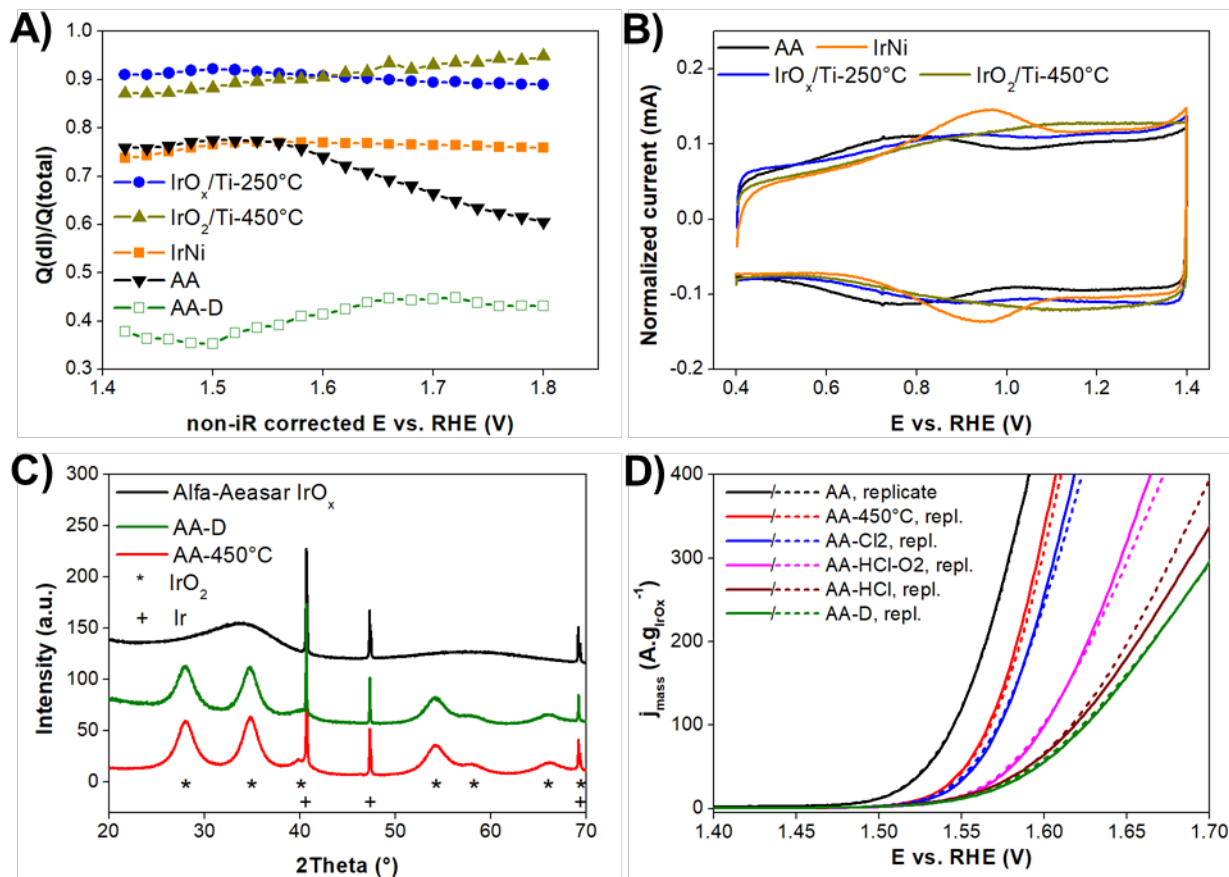 A)
Q(dl)/Q(total)
1.0
0.9
0.8
0.7
0.6
0.5
0.4
0.3
IrOx/Ti-250°C
IrO2/Ti-450°C
IrNi
AA
AA-D
1.4 1.5 1.6 1.7 1.8
non-iR corrected E vs. RHE (V)
B)
AA IrNi
IrOx/Ti-250°C IrO2/Ti-450°C
Normalized current (mA)
0.2
0.1
0.0
-0.1
-0.2
0.4 0.6 0.8 1.0 1.2 1.4
E vs. RHE (V)
C)
Intensity (a.u.)
300
250
200
150
100
50
0
Alfa-Aeasar IrOx
AA-D
AA-450°C
* IrO2
+ Ir
* * * * * * *
+ + +
20 30 40 50 60 70
2Theta (°)
D)
jmass (A.gIrOx-1)
400
300
200
100
0
/ AA, replicate
/ AA-450°C, repl.
/ AA-Cl2, repl.
/ AA-HCl-O2, repl.
/ AA-HCl, repl.
/ AA-D, repl.
1.40 1.45 1.50 1.55 1.60 1.65 1.70
E vs. RHE (V)